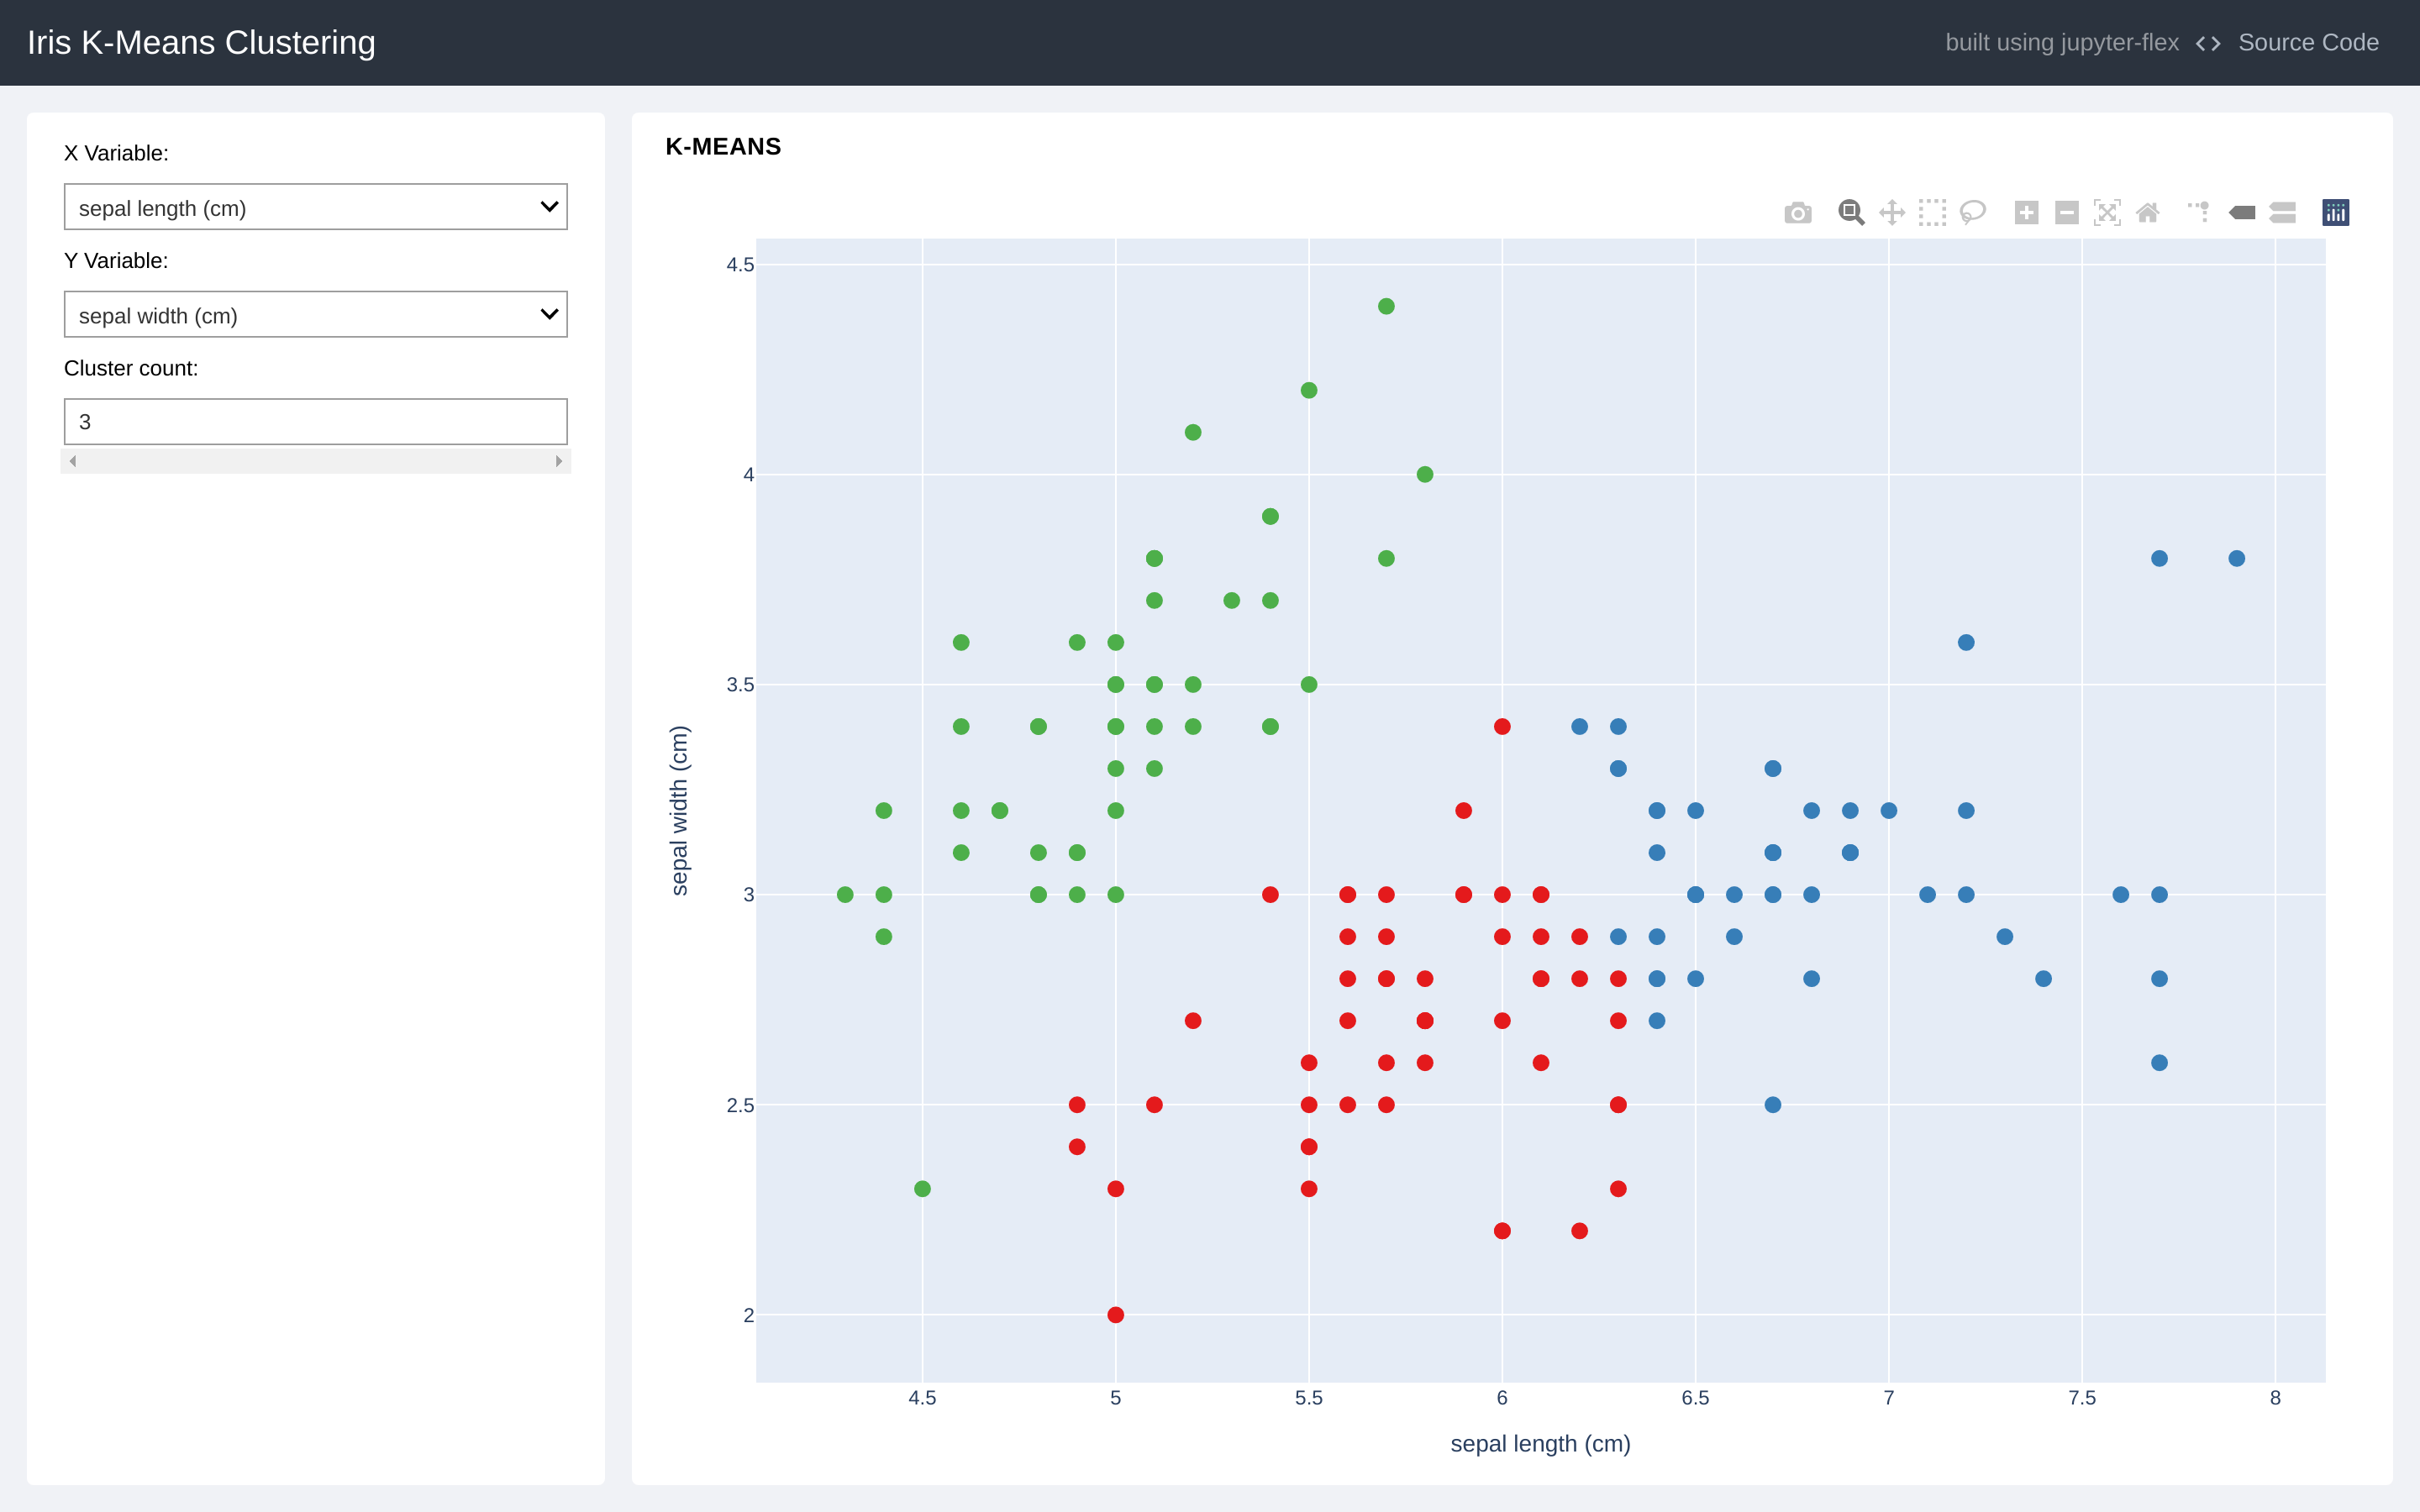 Iris K-Means Clustering
built using jupyter-flex Source Code
X Variable:
sepal length (cm)
Y Variable:
sepal width (cm)
Cluster count:
3
K-MEANS
4.5
4
3.5
3
2.5
2
sepal width (cm)
4.5 5 5.5 6 6.5 7 7.5 8
sepal length (cm)